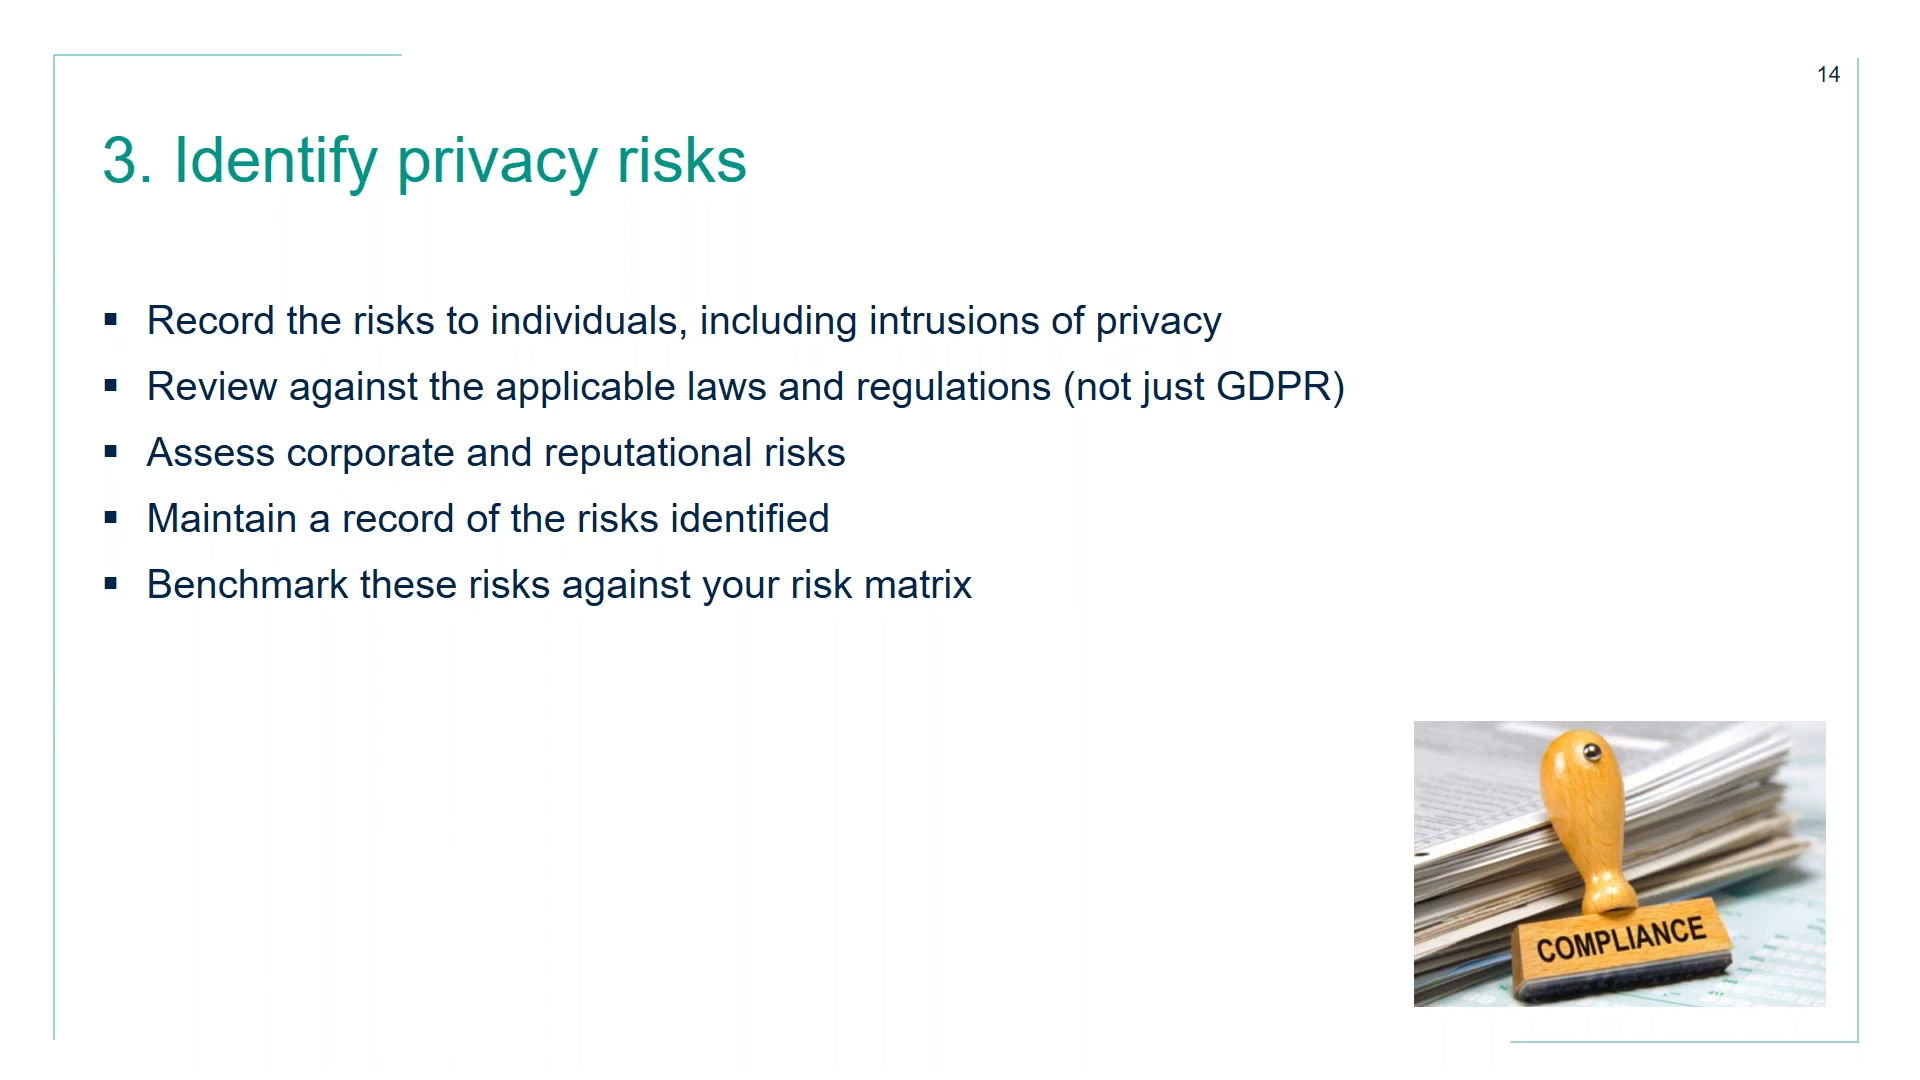 14
3. Identify privacy risks
▪ Record the risks to individuals, including intrusions of privacy
▪ Review against the applicable laws and regulations (not just GDPR)
▪ Assess corporate and reputational risks
▪ Maintain a record of the risks identified
▪ Benchmark these risks against your risk matrix
COMPLIANCE